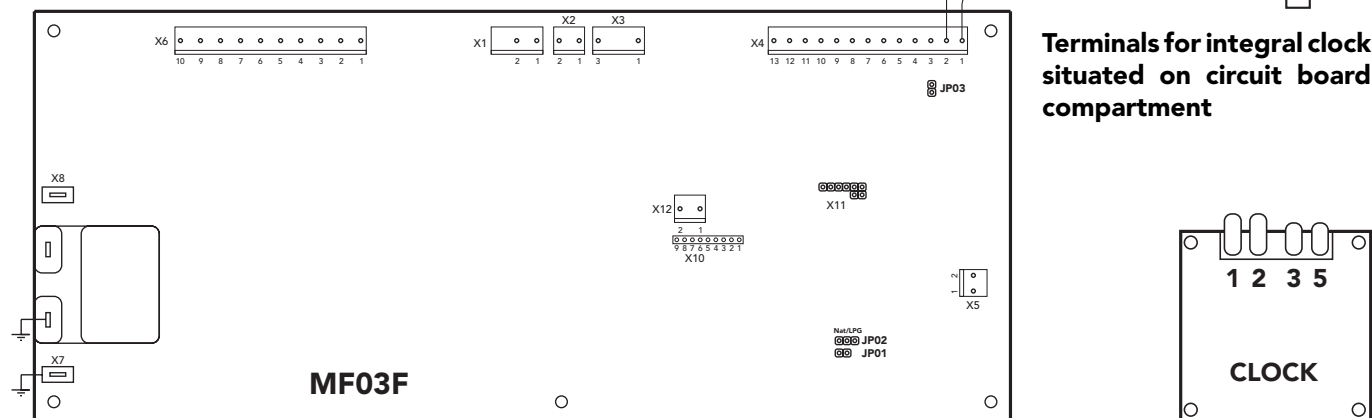 X2 X3
X6 X1 X4
10 9 8 7 6 5 4 3 2 1
2 1
2 1
3 1
13 12 11 10 9 8 7 6 5 4 3 2 1
Terminals for integral clock
situated on circuit board
compartment
JP03
X8
X11
X12
2 1
9 8 7 6 5 4 3 2 1
X10
2
1
X5
1 2 3 5
Nat/LPG
JP02
JP01
X7
MF03F
CLOCK